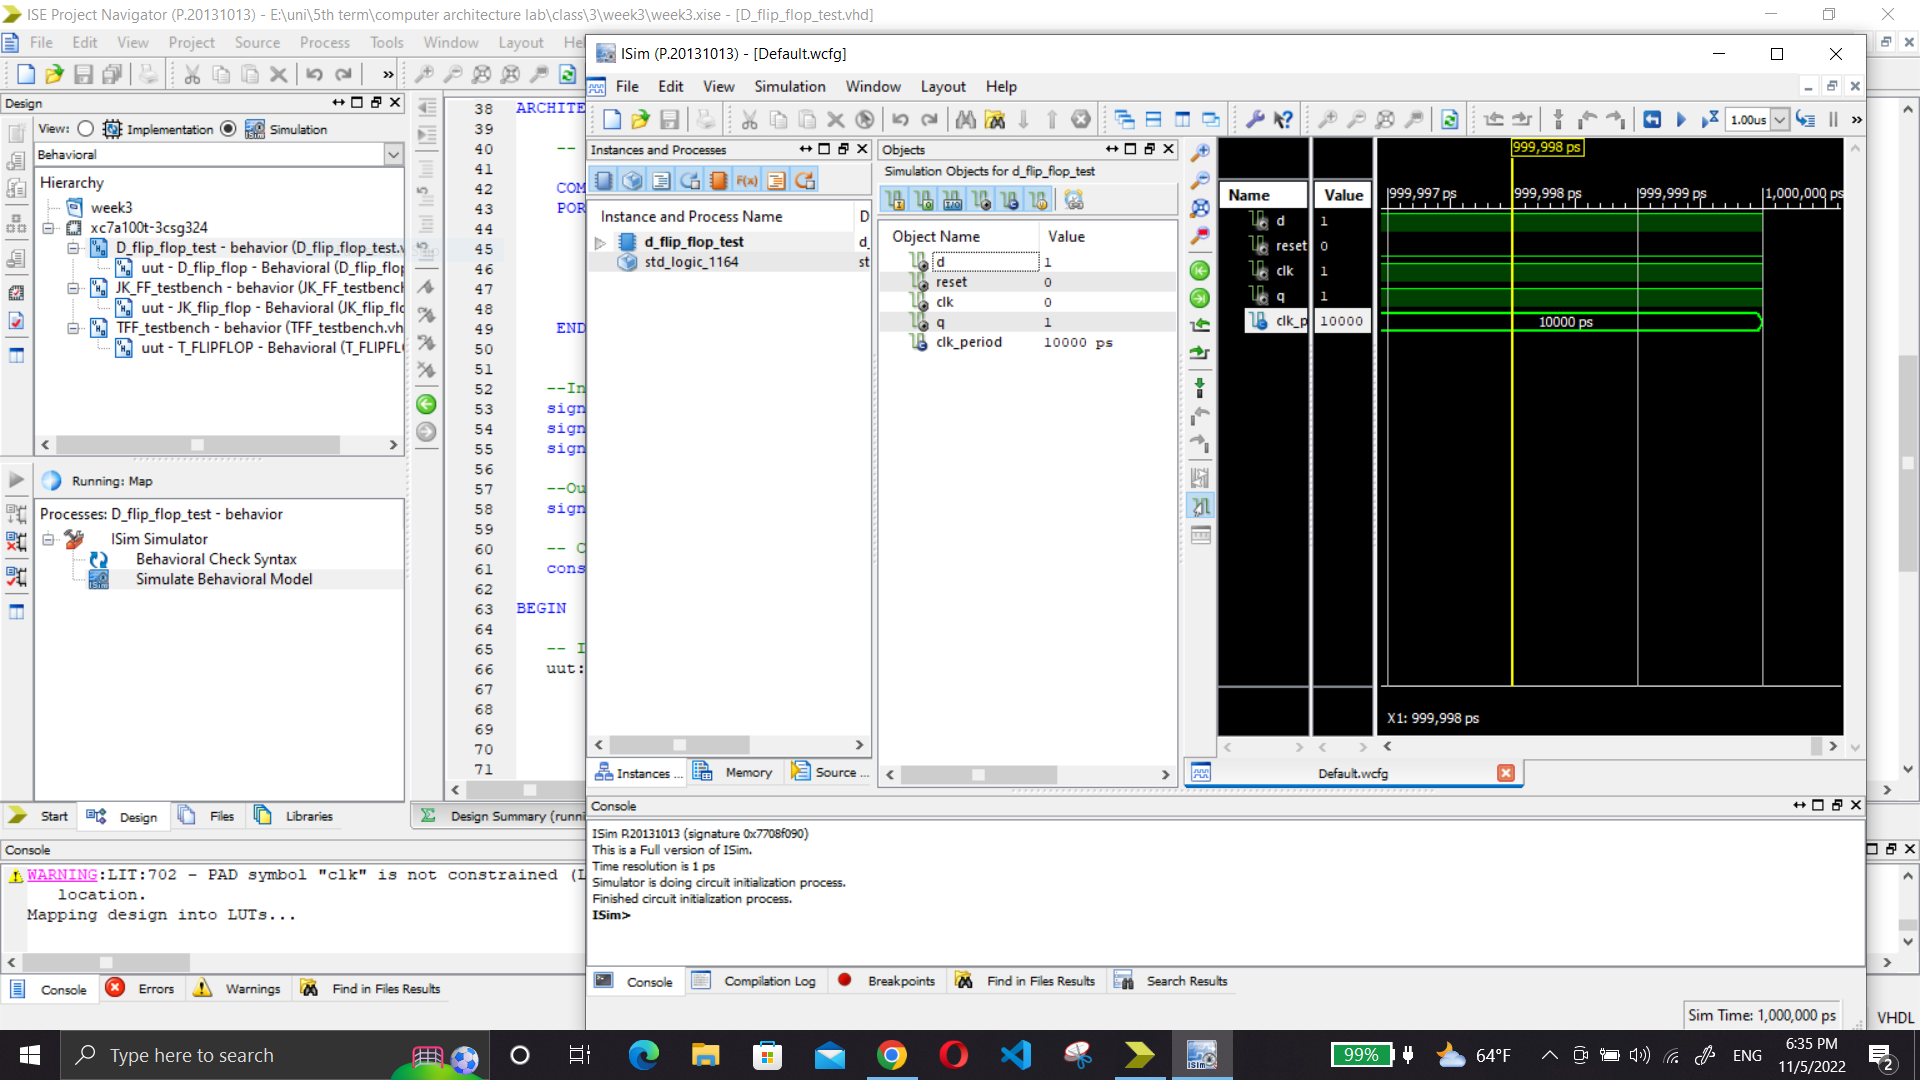 ISE Project Navigator (P.20131013) - E:\uni\5th term\computer architecture lab\class\3\week3\week3.xise - [D_flip_flop_test.vhd]
File Edit View Project Source Process Tools Window Layout
Design
View: Implementation Simulation
Behavioral
Hierarchy
week3
xc7a100t-3csg324
D_flip_flop_test - behavior (D_flip_flop_test.v
uut - D_flip_flop - Behavioral (D_flip_flop
JK_FF_testbench - behavior (JK_FF_testbench
uut - JK_flip_flop - Behavioral (JK_flip_flo
TFF_testbench - behavior (TFF_testbench.vh
uut - T_FLIPFLOP - Behavioral (T_FLIPFL
Running: Map
Processes: D_flip_flop_test - behavior
ISim Simulator
Behavioral Check Syntax
Simulate Behavioral Model
Start Design Files Libraries
38 ARCHITE
39
40 --
41
42 COM
43 POR
44
45
46
47
48
49 END
50
51
52 --In
53 sign
54 sign
55 sign
56
57 --Ou
58 sign
59
60 -- C
61 cons
62
63 BEGIN
64
65 -- I
66 uut:
67
68
69
70
71
Design Summary (runni
Console
WARNING:LIT:702 - PAD symbol "clk" is not constrained (L
location.
Mapping design into LUTs...
Console Errors Warnings Find in Files Results
ISim (P.20131013) - [Default.wcfg]
File Edit View Simulation Window Layout Help
1.00us
Instances and Processes
Instance and Process Name D
d_flip_flop_test d_
std_logic_1164 st
Instances ... Memory Source ...
Objects
Simulation Objects for d_flip_flop_test
Object Name Value
d 1
reset 0
clk 0
q 1
clk_period 10000 ps
999,998 ps
Name Value
999,997 ps 999,998 ps 999,999 ps 1,000,000 ps
d 1
reset 0
clk 1
q 1
clk_p 10000
10000 ps
X1: 999,998 ps
Default.wcfg
Console
ISim P.20131013 (signature 0x7708f090)
This is a Full version of ISim.
Time resolution is 1 ps
Simulator is doing circuit initialization process.
Finished circuit initialization process.
ISim>
Console Compilation Log Breakpoints Find in Files Results Search Results
Sim Time: 1,000,000 ps
VHDL
Type here to search
99%
64°F
ENG
6:35 PM
11/5/2022
2